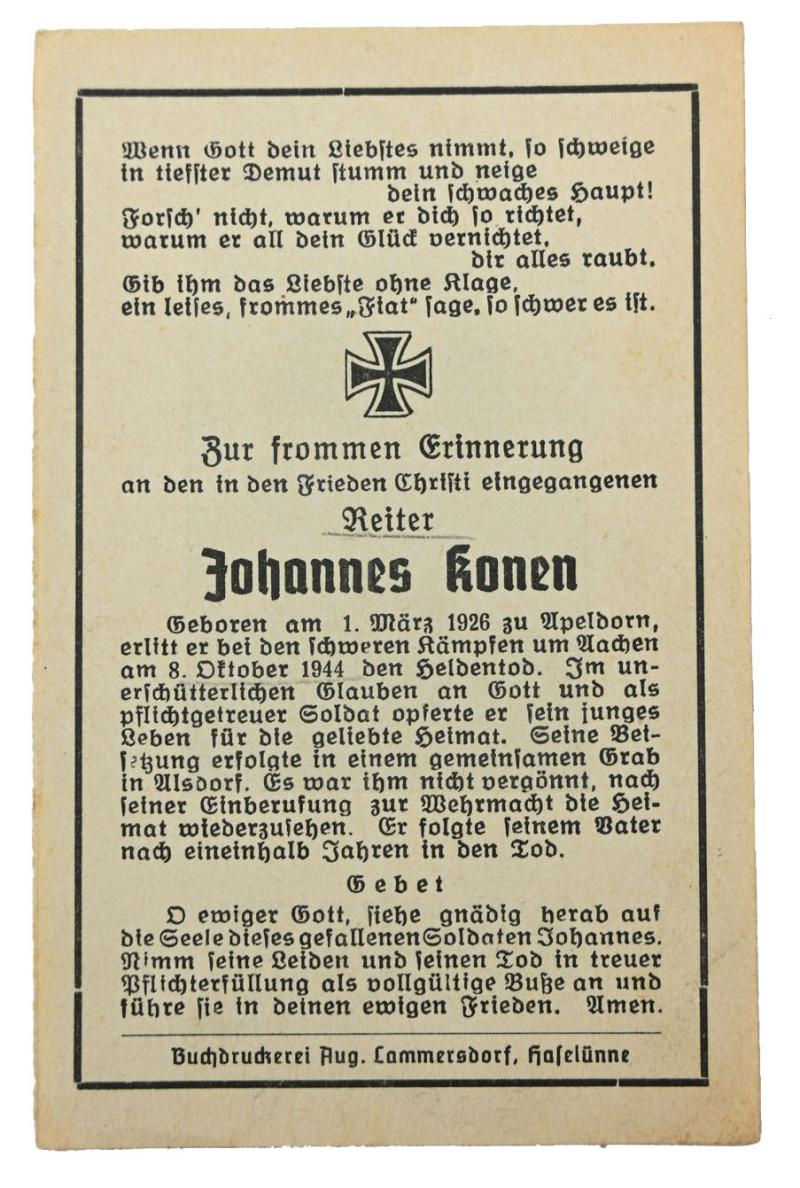 Wenn Gott dein Liebstes nimmt, so schweige
in tiefster Demut stumm und neige
dein schwaches Haupt!
Forsch' nicht, warum er dich so richtet,
warum er all dein Glück vernichtet,
dir alles raubt.
Gib ihm das Liebste ohne Klage,
ein leises, frommes „Fiat“ sage, so schwer es ist.
Zur frommen Erinnerung
an den in den Frieden Christi eingegangenen
Reiter
Johannes Konen
Geboren am 1. März 1926 zu Apeldorn,
erlitt er bei den schweren Kämpfen um Aachen
am 8. Oktober 1944 den Heldentod. Im un-
erschütterlichen Glauben an Gott und als
pflichtgetreuer Soldat opferte er sein junges
Leben für die geliebte Heimat. Seine Bei-
setzung erfolgte in einem gemeinsamen Grab
in Alsdorf. Es war ihm nicht vergönnt, nach
seiner Einberufung zur Wehrmacht die Hei-
mat wiederzusehen. Er folgte seinem Vater
nach eineinhalb Jahren in den Tod.
Gebet
O ewiger Gott, siehe gnädig herab auf
die Seele dieses gefallenen Soldaten Johannes.
Nimm seine Leiden und seinen Tod in treuer
Pflichterfüllung als vollgültige Buße an und
führe sie in deinen ewigen Frieden. Amen.
Buchdruckerei Aug. Lammersdorf, Haselünne